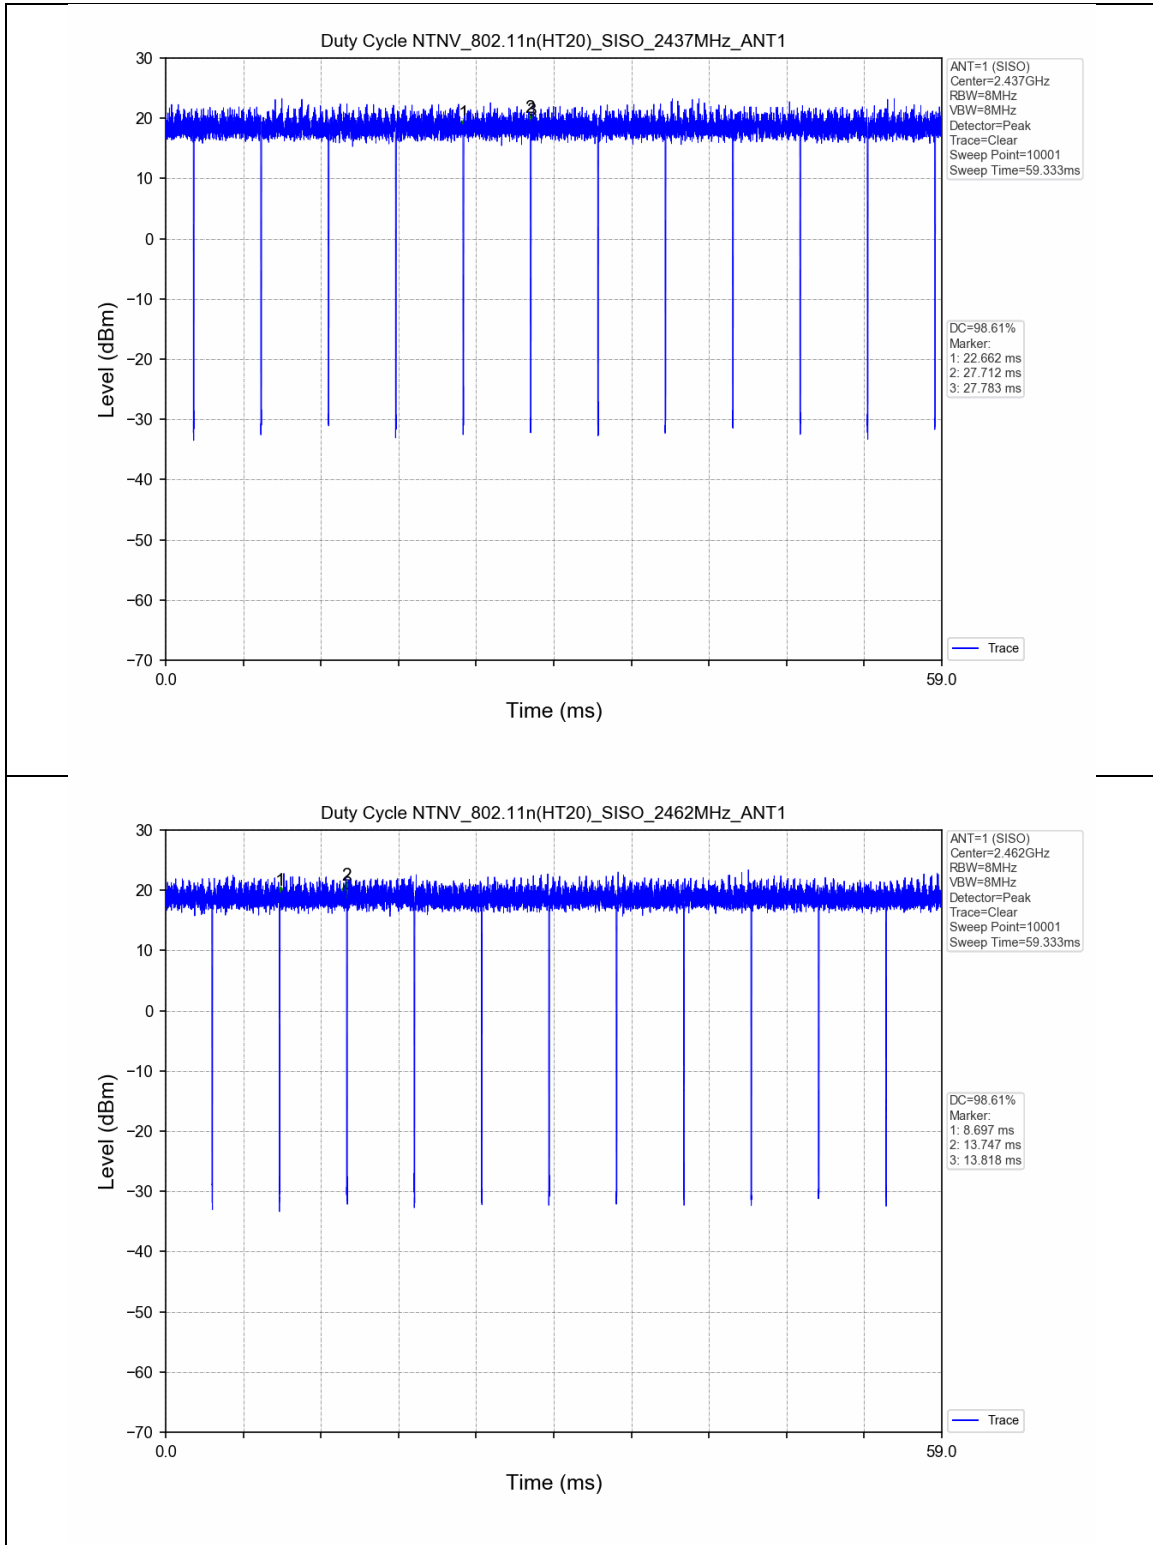 Duty Cycle NTNV_802.11n(HT20)_SISO_2437MHz_ANT1
30
20
10
0
−10
−20
−30
−40
−50
−60
−70
Level (dBm)
1
2
3
0.0
59.0
Time (ms)
ANT=1 (SISO)
Center=2.437GHz
RBW=8MHz
VBW=8MHz
Detector=Peak
Trace=Clear
Sweep Point=10001
Sweep Time=59.333ms
DC=98.61%
Marker:
1: 22.662 ms
2: 27.712 ms
3: 27.783 ms
Trace
Duty Cycle NTNV_802.11n(HT20)_SISO_2462MHz_ANT1
30
20
10
0
−10
−20
−30
−40
−50
−60
−70
Level (dBm)
1
2
0.0
59.0
Time (ms)
ANT=1 (SISO)
Center=2.462GHz
RBW=8MHz
VBW=8MHz
Detector=Peak
Trace=Clear
Sweep Point=10001
Sweep Time=59.333ms
DC=98.61%
Marker:
1: 8.697 ms
2: 13.747 ms
3: 13.818 ms
Trace